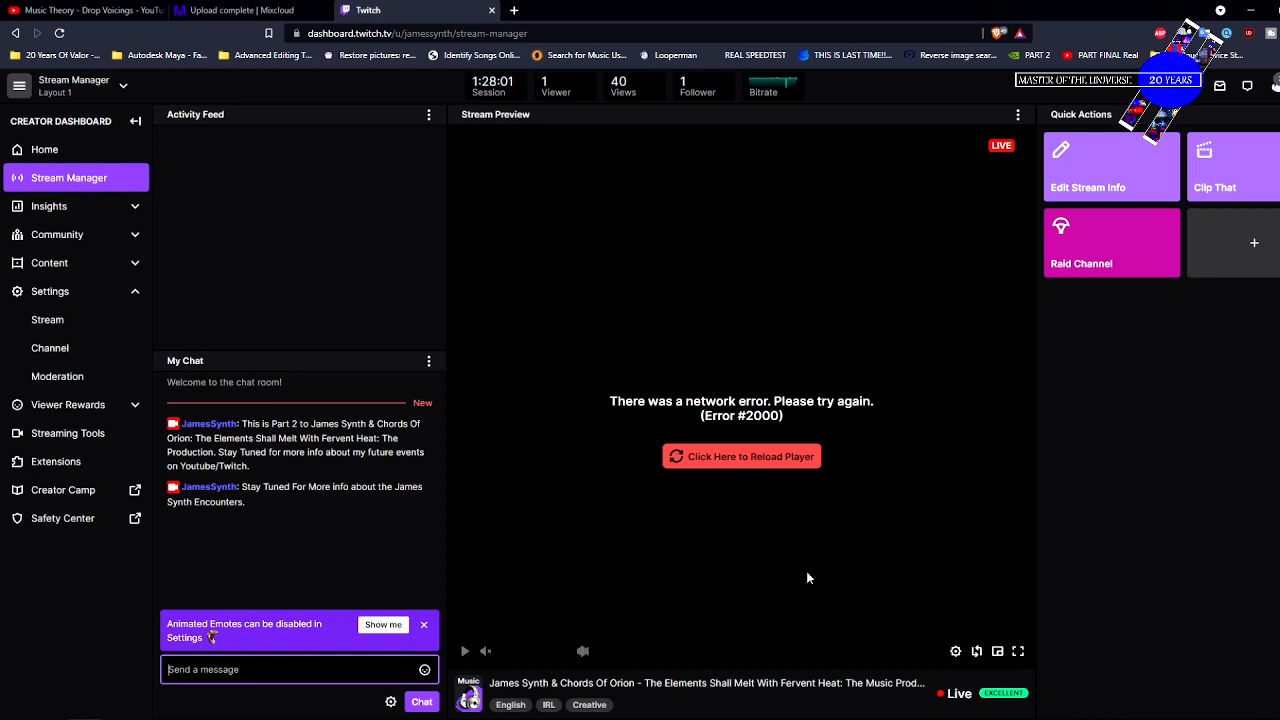 Music Theory - Drop Voicings - YouTu
Upload complete | Mixcloud
Twitch
dashboard.twitch.tv/u/jamessynth/stream-manager
20 Years Of Valor -...
Autodesk Maya - Fa...
Advanced Editing T...
Restore pictures: re...
Identify Songs Onli...
Search for Music Us...
Looperman
REAL SPEEDTEST
THIS IS LAST TIME!!...
Reverse image sear...
PART 2
PART FINAL Real
MASTER OF THE UNIVERSE
20 YEARS
Stream Manager
Layout 1
1:28:01
Session
1
Viewer
40
Views
1
Follower
Bitrate
CREATOR DASHBOARD
Home
Stream Manager
Insights
Community
Content
Settings
Stream
Channel
Moderation
Viewer Rewards
Streaming Tools
Extensions
Creator Camp
Safety Center
Activity Feed
My Chat
Welcome to the chat room!
New
JamesSynth: This is Part 2 to James Synth & Chords Of
Orion: The Elements Shall Melt With Fervent Heat: The
Production. Stay Tuned for more info about my future events
on Youtube/Twitch.
JamesSynth: Stay Tuned For More info about the James
Synth Encounters.
Animated Emotes can be disabled in
Settings
Show me
Send a message
Chat
Stream Preview
LIVE
There was a network error. Please try again.
(Error #2000)
Click Here to Reload Player
Music
James Synth & Chords Of Orion - The Elements Shall Melt With Fervent Heat: The Music Prod...
English
IRL
Creative
Live
EXCELLENT
Quick Actions
Edit Stream Info
Clip That
Raid Channel